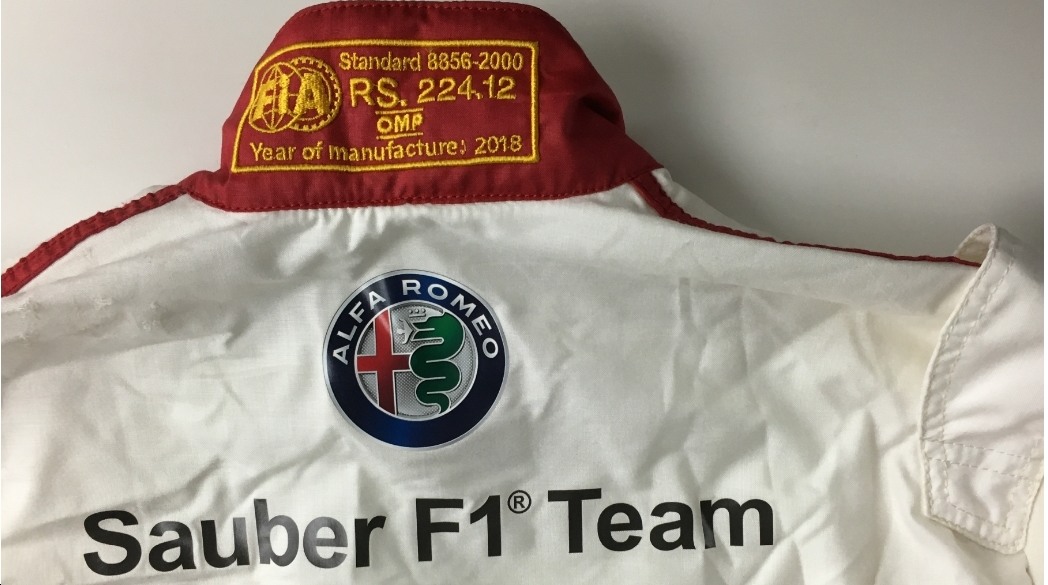 Standard 8856-2000
FIA RS. 224.12
OMP
Year of manufacture: 2018
ALFA ROMEO
Sauber F1® Team